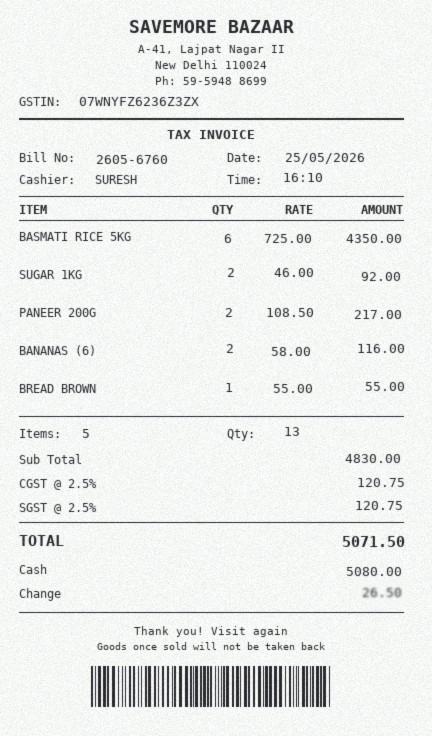 SAVEMORE BAZAAR
A-41, Lajpat Nagar II
New Delhi 110024
Ph: 59-5948 8699
GSTIN: 07WNYFZ6236Z3ZX
TAX INVOICE
Bill No: 2605-6760 Date: 25/05/2026
Cashier: SURESH Time: 16:10
ITEM QTY RATE AMOUNT
BASMATI RICE 5KG 6 725.00 4350.00
SUGAR 1KG 2 46.00 92.00
PANEER 200G 2 108.50 217.00
BANANAS (6) 2 58.00 116.00
BREAD BROWN 1 55.00 55.00
Items: 5 Qty: 13
Sub Total 4830.00
CGST @ 2.5% 120.75
SGST @ 2.5% 120.75
TOTAL 5071.50
Cash 5080.00
Change 26.50
Thank you! Visit again
Goods once sold will not be taken back